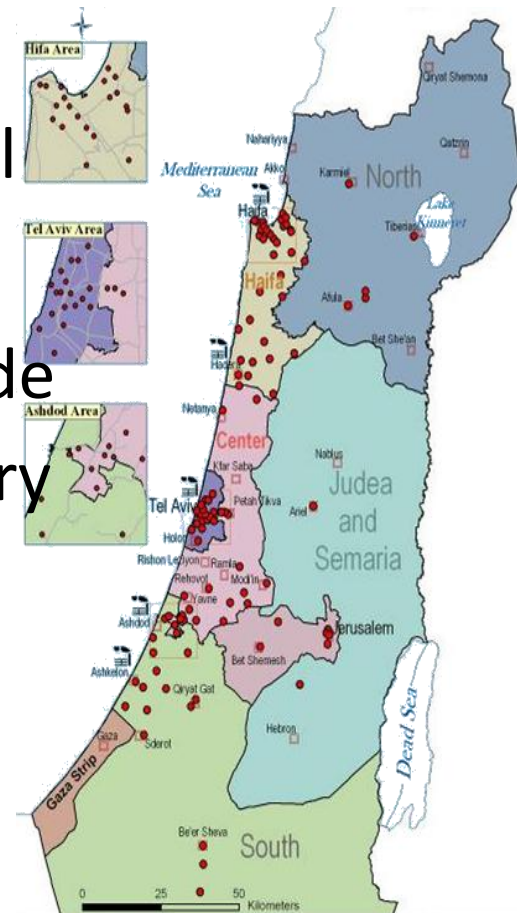 Hifa Area
l
Tel Aviv Area
de
Ashdod Area
ry
Qiryat Shemona
Nahariyya
Qatzrin
Mediterranean
Sea
Akko
Karmiel
North
Haifa
Lake
Kinneret
Tiberias
Haifa
Afula
Bet She'an
Hadera
Netanya
Center
Kfar Saba
Nablus
Judea
and
Semaria
Tel Aviv
Petah Tikva
Ariel
Holon
Rishon Leziyon
Ramla
Rehovot
Modi'in
Yavne
Ashdod
Jerusalem
Bet Shemesh
Ashkelon
Qiryat Gat
Dead Sea
Hebron
Gaza
Sderot
Gaza Strip
Be'er Sheva
South
0 25 50
Kilometers